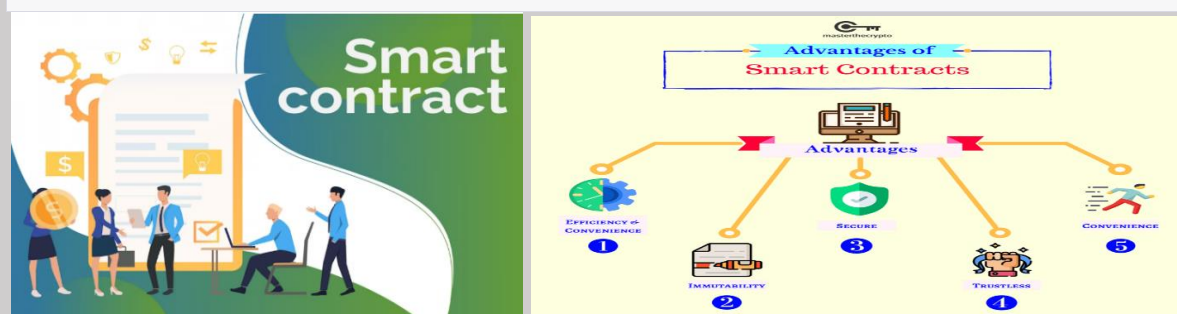 Smart
contract
$
$
$
masterthecrypto
Advantages of
Smart Contracts
Advantages
EFFICIENCY &
CONVENIENCE
1
IMMUTABILITY
2
SECURE
3
TRUSTLESS
4
CONVENIENCE
5